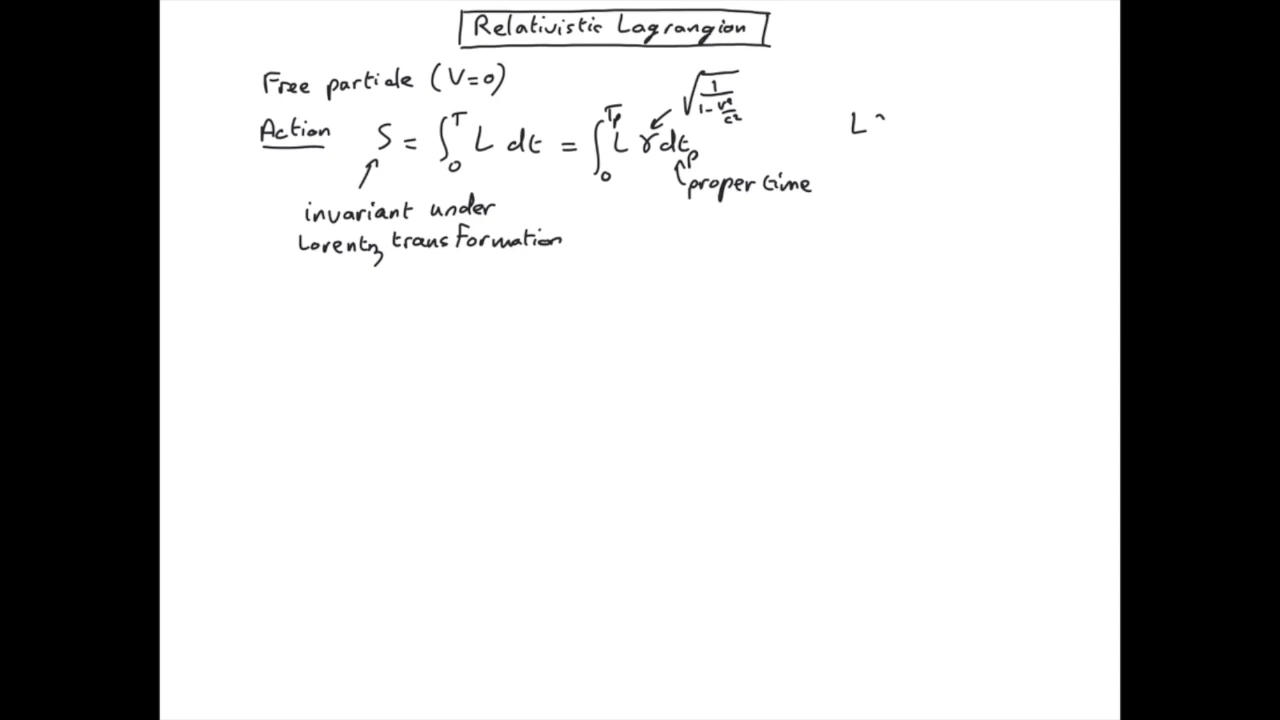 Relativistic Lagrangian
Free particle (V=0)
Action S = ∫₀ᵀ L dt = ∫₀^{Tₚ} L γ dtₚ
√(1/(1-v²/c²))
L ~
proper time
invariant under
Lorentz transformation